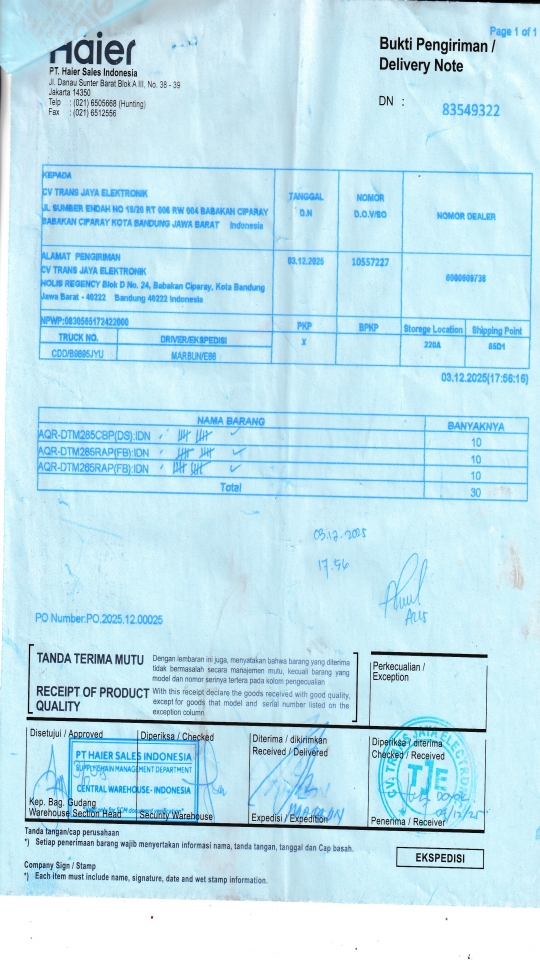 Page 1 of 1
Haier
Bukti Pengiriman /
Delivery Note
PT. Haier Sales Indonesia
Jl. Danau Sunter Barat Blok A III, No. 38 - 39
Jakarta 14350
Telp : (021) 6505668 (Hunting)
Fax : (021) 6512556
DN : 83549322
KEPADA
CV TRANS JAYA ELEKTRONIK
JL SUMBER ENDAH NO 18/20 RT 006 RW 004 BABAKAN CIPARAY
BABAKAN CIPARAY KOTA BANDUNG JAWA BARAT Indonesia
TANGGAL
D.N
NOMOR
D.O.V/SO
NOMOR DEALER
ALAMAT PENGIRIMAN
CV TRANS JAYA ELEKTRONIK
HOLIS REGENCY Blok D No. 24, Babakan Ciparay, Kota Bandung
Jawa Barat - 40222 Bandung 40222 Indonesia
03.12.2025
10557227
NPWP:0830565172422000
PKP
BPKP
Storege Location
Shipping Point
TRUCK NO.
DRIVER/EKSPEDISI
X
220A
85D1
MARBUN/E66
03.12.2025(17:56:16)
NAMA BARANG
BANYAKNYA
AQR-DTM285CBP(DS):IDN
10
AQR-DTM285RAP(FB):IDN
10
AQR-DTM265RAP(FB):IDN
10
Total
30
03.12.2025
17.56
PO Number:PO.2025.12.00025
TANDA TERIMA MUTU
Dengan lembaran ini juga, menyatakan bahwa barang yang diterima
tidak bermasalah secara manajemen mutu, kecuali barang yang
model dan nomor serinya tertera pada kolom pengecualian
RECEIPT OF PRODUCT
QUALITY
With this receipt declare the goods received with good quality,
except for goods that model and serial number listed on the
exception column
Perkecualian /
Exception
Disetujui / Approved
Diperiksa / Checked
Diterima / dikirimkan
Received / Delivered
Diperiksa / diterima
Checked / Received
PT HAIER SALES INDONESIA
SUPPLY CHAIN MANAGEMENT DEPARTMENT
CENTRAL WAREHOUSE - INDONESIA
CV. TRANS JAYA ELECTRONIK
TJE
MARBUN
Kep. Bag. Gudang
Warehouse Section Head
Security Warehouse
Expedisi / Expedition
Penerima / Receiver
Tanda tangan/cap perusahaan
*) Setiap penerimaan barang wajib menyertakan informasi nama, tanda tangan, tanggal dan Cap basah.
EKSPEDISI
Company Sign / Stamp
*) Each item must include name, signature, date and wet stamp information.